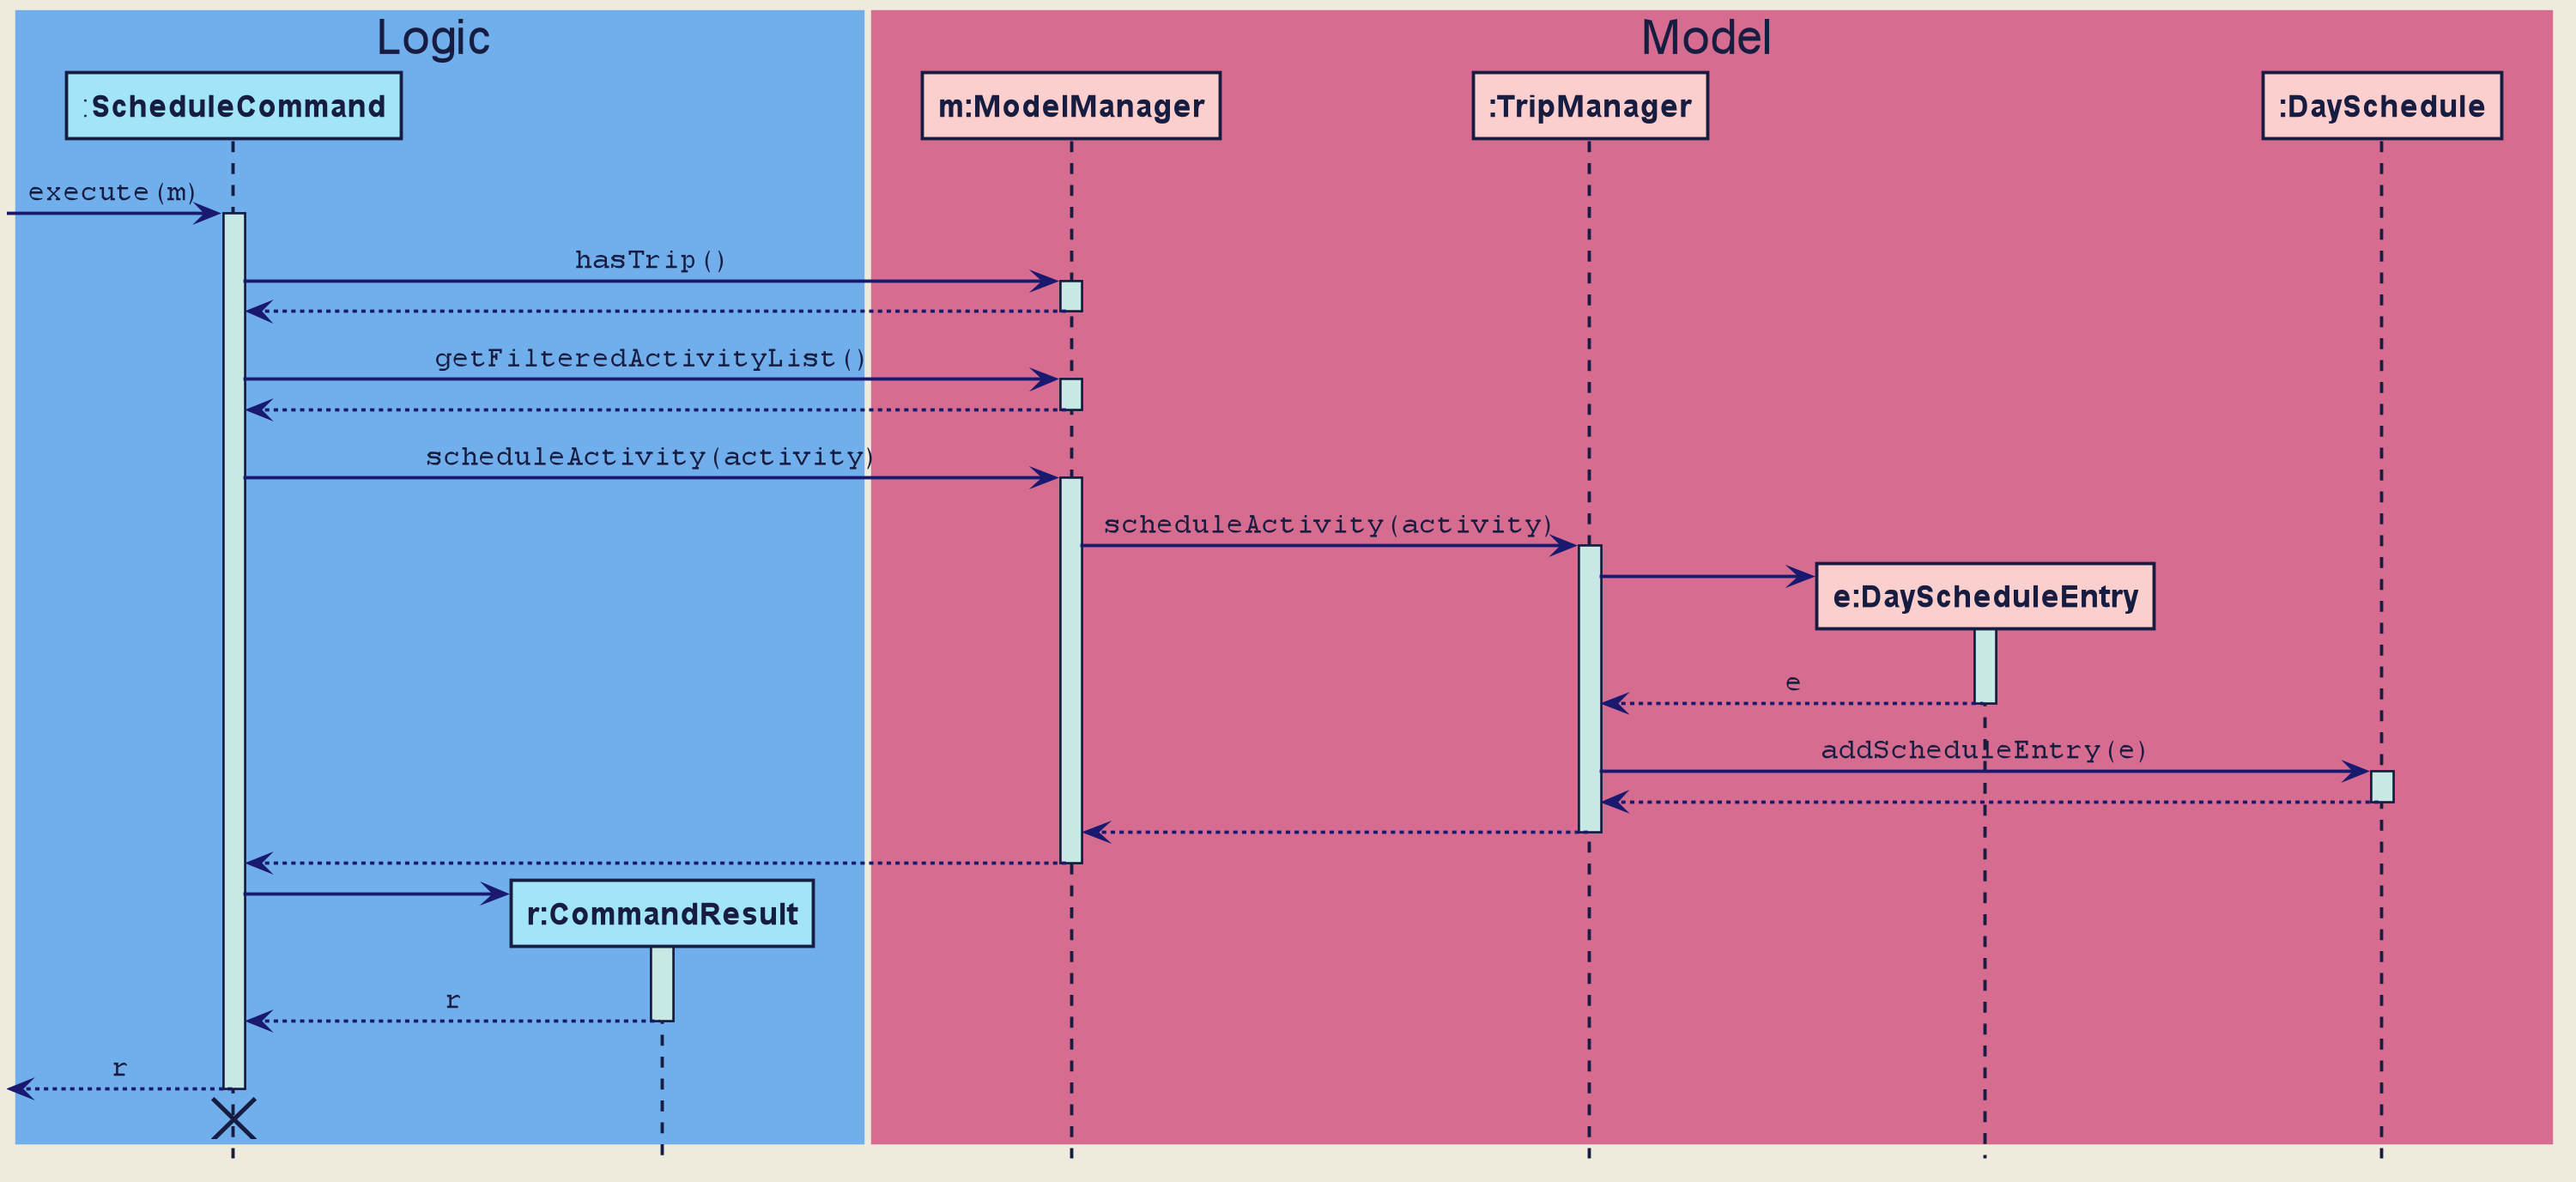 Logic
Model
:ScheduleCommand
m:ModelManager
:TripManager
:DaySchedule
execute(m)
hasTrip()
getFilteredActivityList()
scheduleActivity(activity)
scheduleActivity(activity)
e:DayScheduleEntry
e
addScheduleEntry(e)
r:CommandResult
r
r